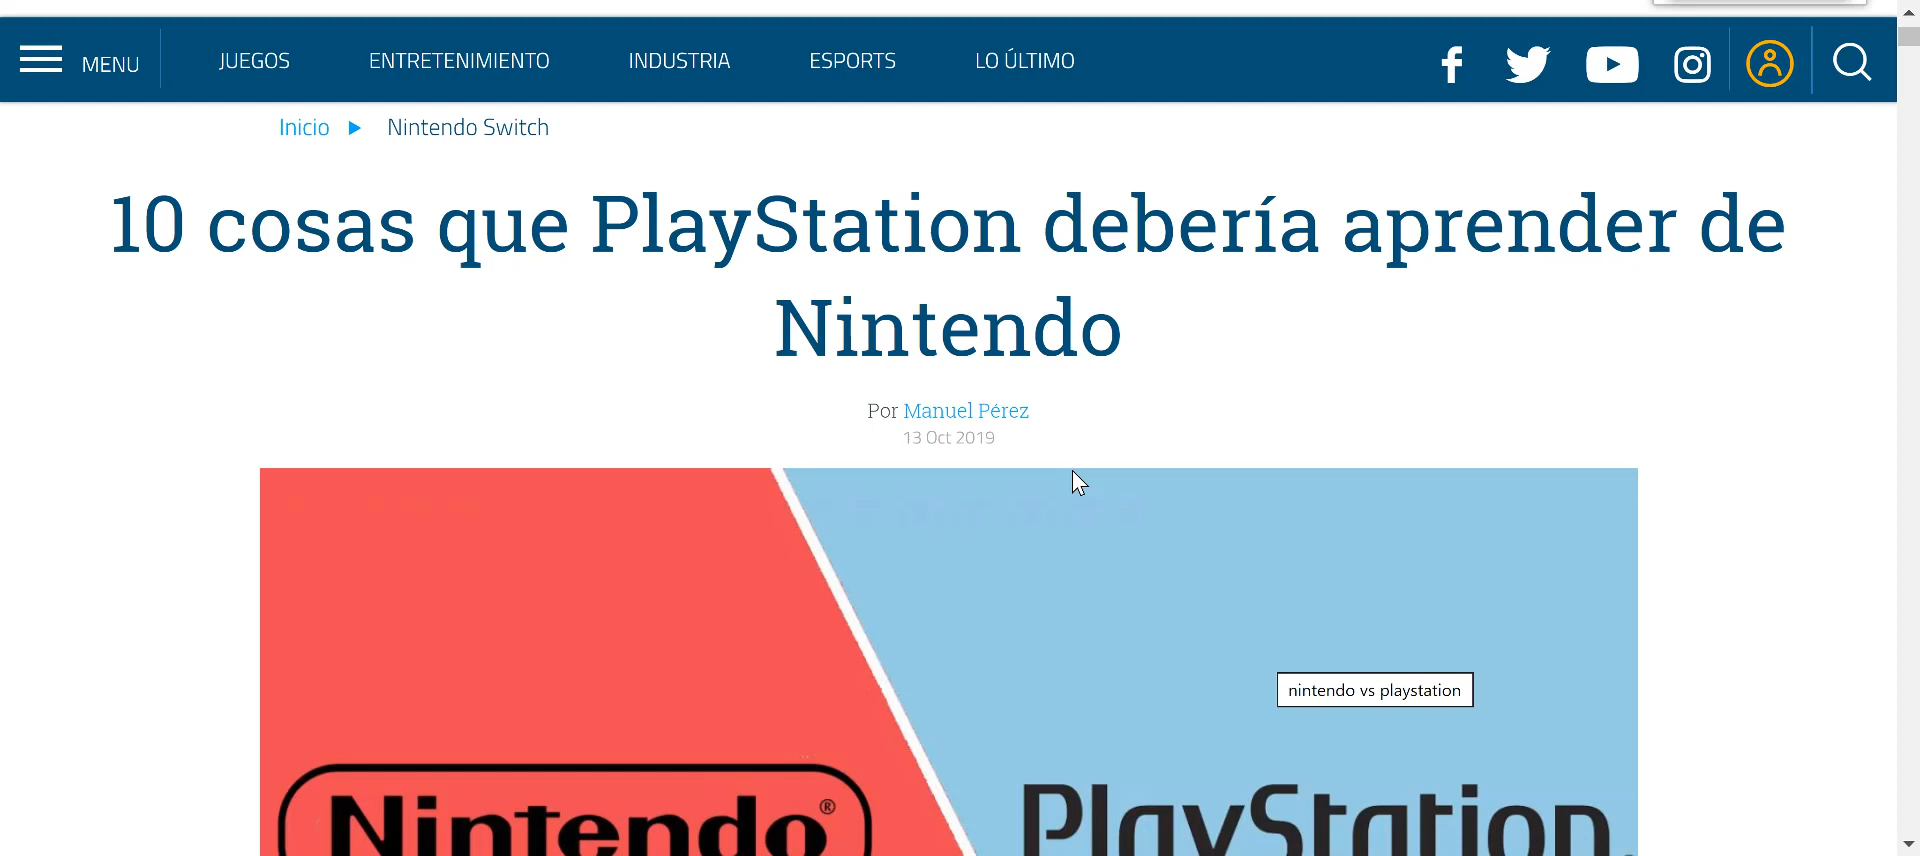 MENU
JUEGOS
ENTRETENIMIENTO
INDUSTRIA
ESPORTS
LO ÚLTIMO
Inicio
Nintendo Switch
10 cosas que PlayStation debería aprender de
Nintendo
Por Manuel Pérez
13 Oct 2019
nintendo vs playstation
Nintendo®
PlayStation